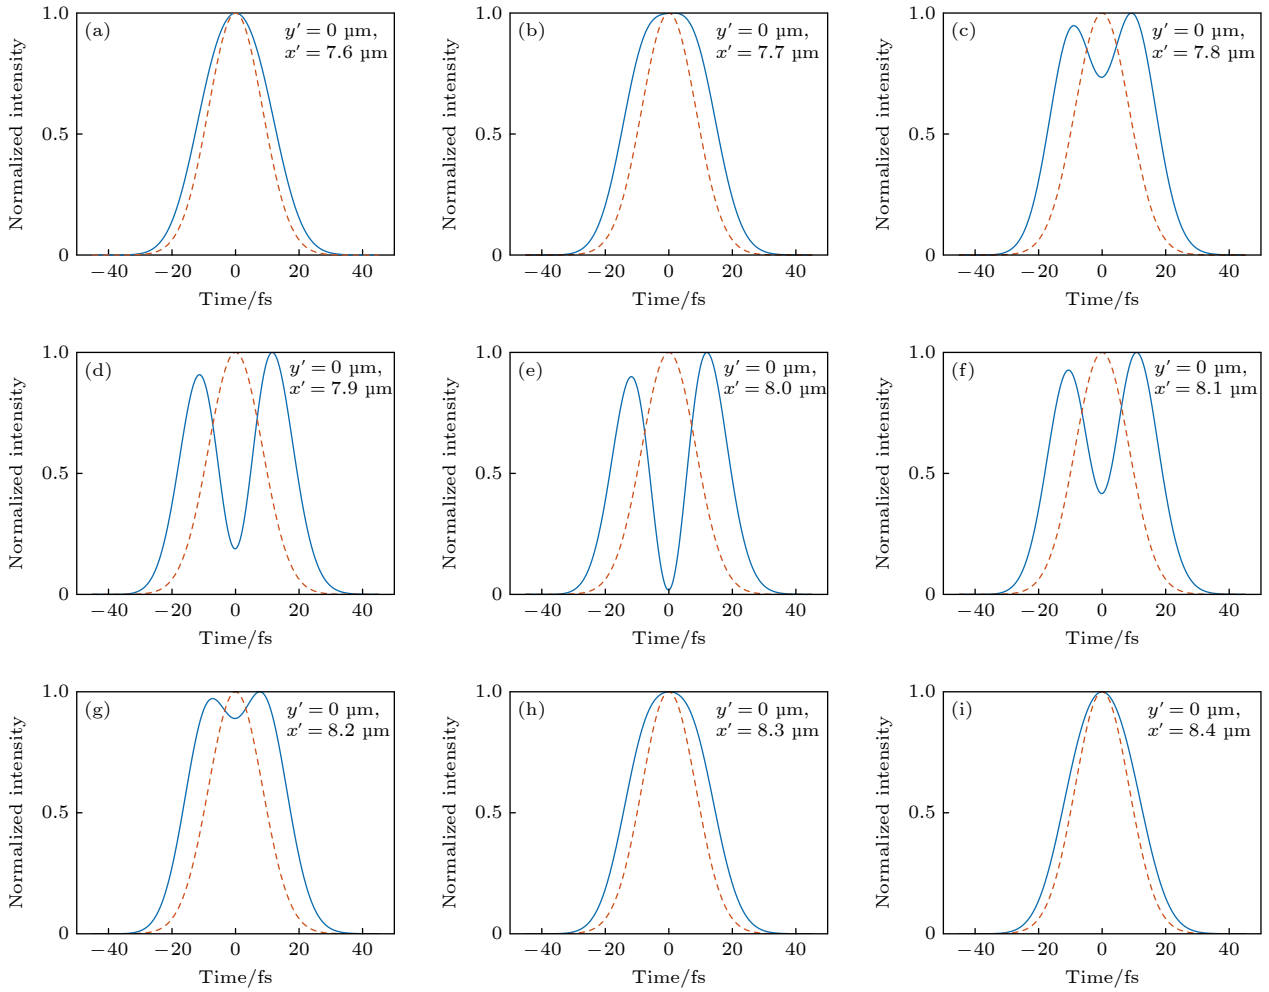 (a)
y′ = 0 µm,
x′ = 7.6 µm
Normalized intensity
1.0
0.5
0
−40 −20 0 20 40
Time/fs
(b)
y′ = 0 µm,
x′ = 7.7 µm
Normalized intensity
1.0
0.5
0
−40 −20 0 20 40
Time/fs
(c)
y′ = 0 µm,
x′ = 7.8 µm
Normalized intensity
1.0
0.5
0
−40 −20 0 20 40
Time/fs
(d)
y′ = 0 µm,
x′ = 7.9 µm
Normalized intensity
1.0
0.5
0
−40 −20 0 20 40
Time/fs
(e)
y′ = 0 µm,
x′ = 8.0 µm
Normalized intensity
1.0
0.5
0
−40 −20 0 20 40
Time/fs
(f)
y′ = 0 µm,
x′ = 8.1 µm
Normalized intensity
1.0
0.5
0
−40 −20 0 20 40
Time/fs
(g)
y′ = 0 µm,
x′ = 8.2 µm
Normalized intensity
1.0
0.5
0
−40 −20 0 20 40
Time/fs
(h)
y′ = 0 µm,
x′ = 8.3 µm
Normalized intensity
1.0
0.5
0
−40 −20 0 20 40
Time/fs
(i)
y′ = 0 µm,
x′ = 8.4 µm
Normalized intensity
1.0
0.5
0
−40 −20 0 20 40
Time/fs